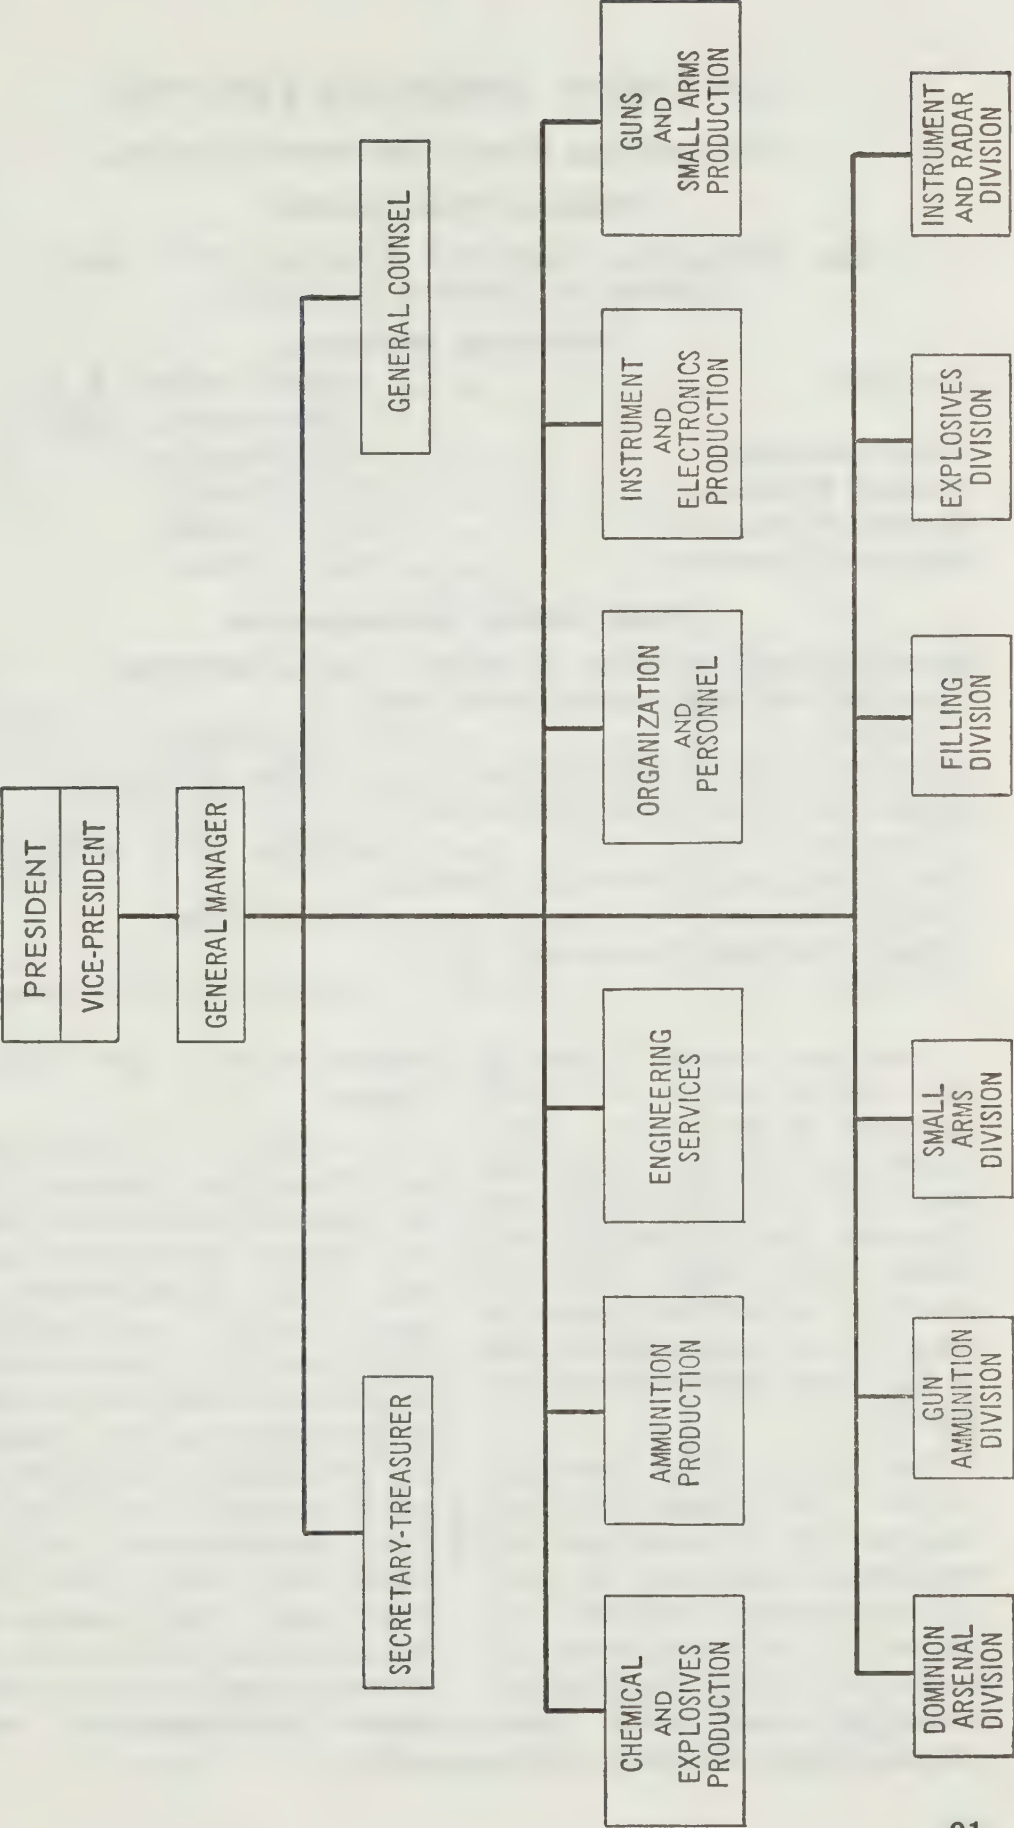 PRESIDENT
VICE-PRESIDENT
GENERAL MANAGER
SECRETARY-TREASURER
GENERAL COUNSEL
CHEMICAL
AND
EXPLOSIVES
PRODUCTION
AMMUNITION
PRODUCTION
ENGINEERING
SERVICES
ORGANIZATION
AND
PERSONNEL
INSTRUMENT
AND
ELECTRONICS
PRODUCTION
GUNS
AND
SMALL ARMS
PRODUCTION
DOMINION
ARSENAL
DIVISION
GUN
AMMUNITION
DIVISION
SMALL
ARMS
DIVISION
FILLING
DIVISION
EXPLOSIVES
DIVISION
INSTRUMENT
AND RADAR
DIVISION